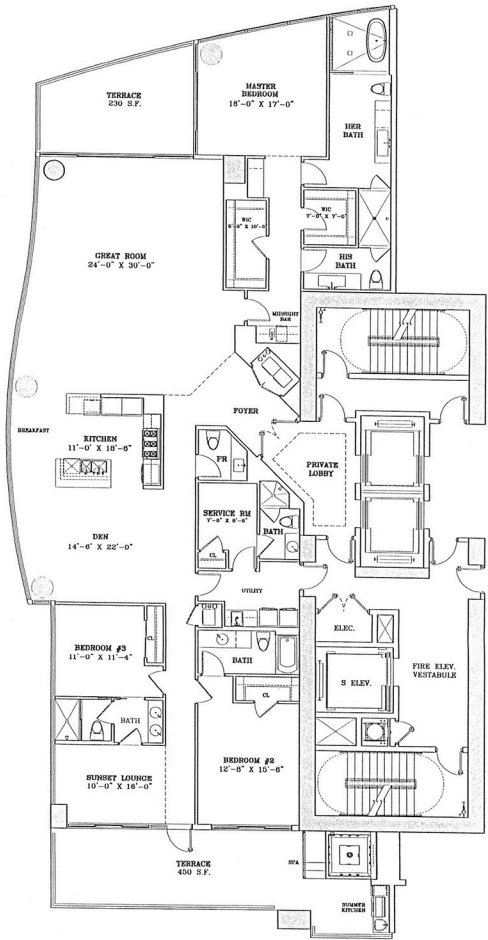 TERRACE
230 S.F.
MASTER
BEDROOM
16'-0" X 17'-0"
HER
BATH
WIC
6'-0" X 10'-0"
WIC
7'-0" X 7'-0"
GREAT ROOM
24'-0" X 30'-0"
HIS
BATH
MIDNIGHT
BAR
FOYER
BREAKFAST
KITCHEN
11'-0" X 18'-6"
PR
PRIVATE
LOBBY
SERVICE RM
7'-6" X 8'-6"
DEN
14'-6" X 22'-0"
CL
BATH
UTILITY
ELEC.
BEDROOM #3
11'-0" X 11'-4"
CL
BATH
S ELEV.
FIRE ELEV.
VESTABULE
CL
BATH
BEDROOM #2
12'-8" X 15'-6"
SUNSET LOUNGE
10'-0" X 16'-0"
TERRACE
450 S.F.
SPA
SUMMER
KITCHEN